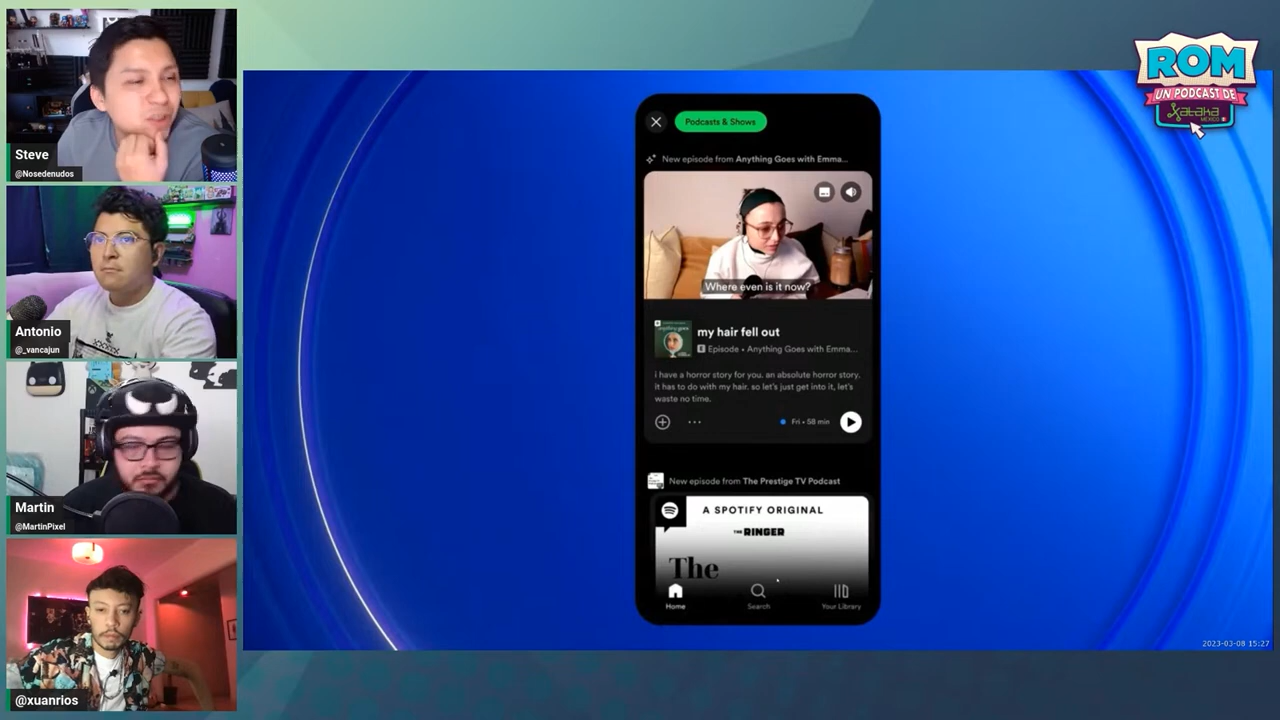 Steve
@Nosedenudos
Antonio
@_vancajun
Martin
@MartinPixel
@xuanrios
ROM
UN PODCAST DE
Xataka
MÉXICO
Podcasts & Shows
New episode from Anything Goes with Emma...
Where even is it now?
anything goes
my hair fell out
E Episode • Anything Goes with Emma...
i have a horror story for you. an absolute horror story.
it has to do with my hair. so let's just get into it, let's
waste no time.
Fri • 58 min
New episode from The Prestige TV Podcast
A SPOTIFY ORIGINAL
THE RINGER
The
Home
Search
Your Library
2023-03-08 15:27